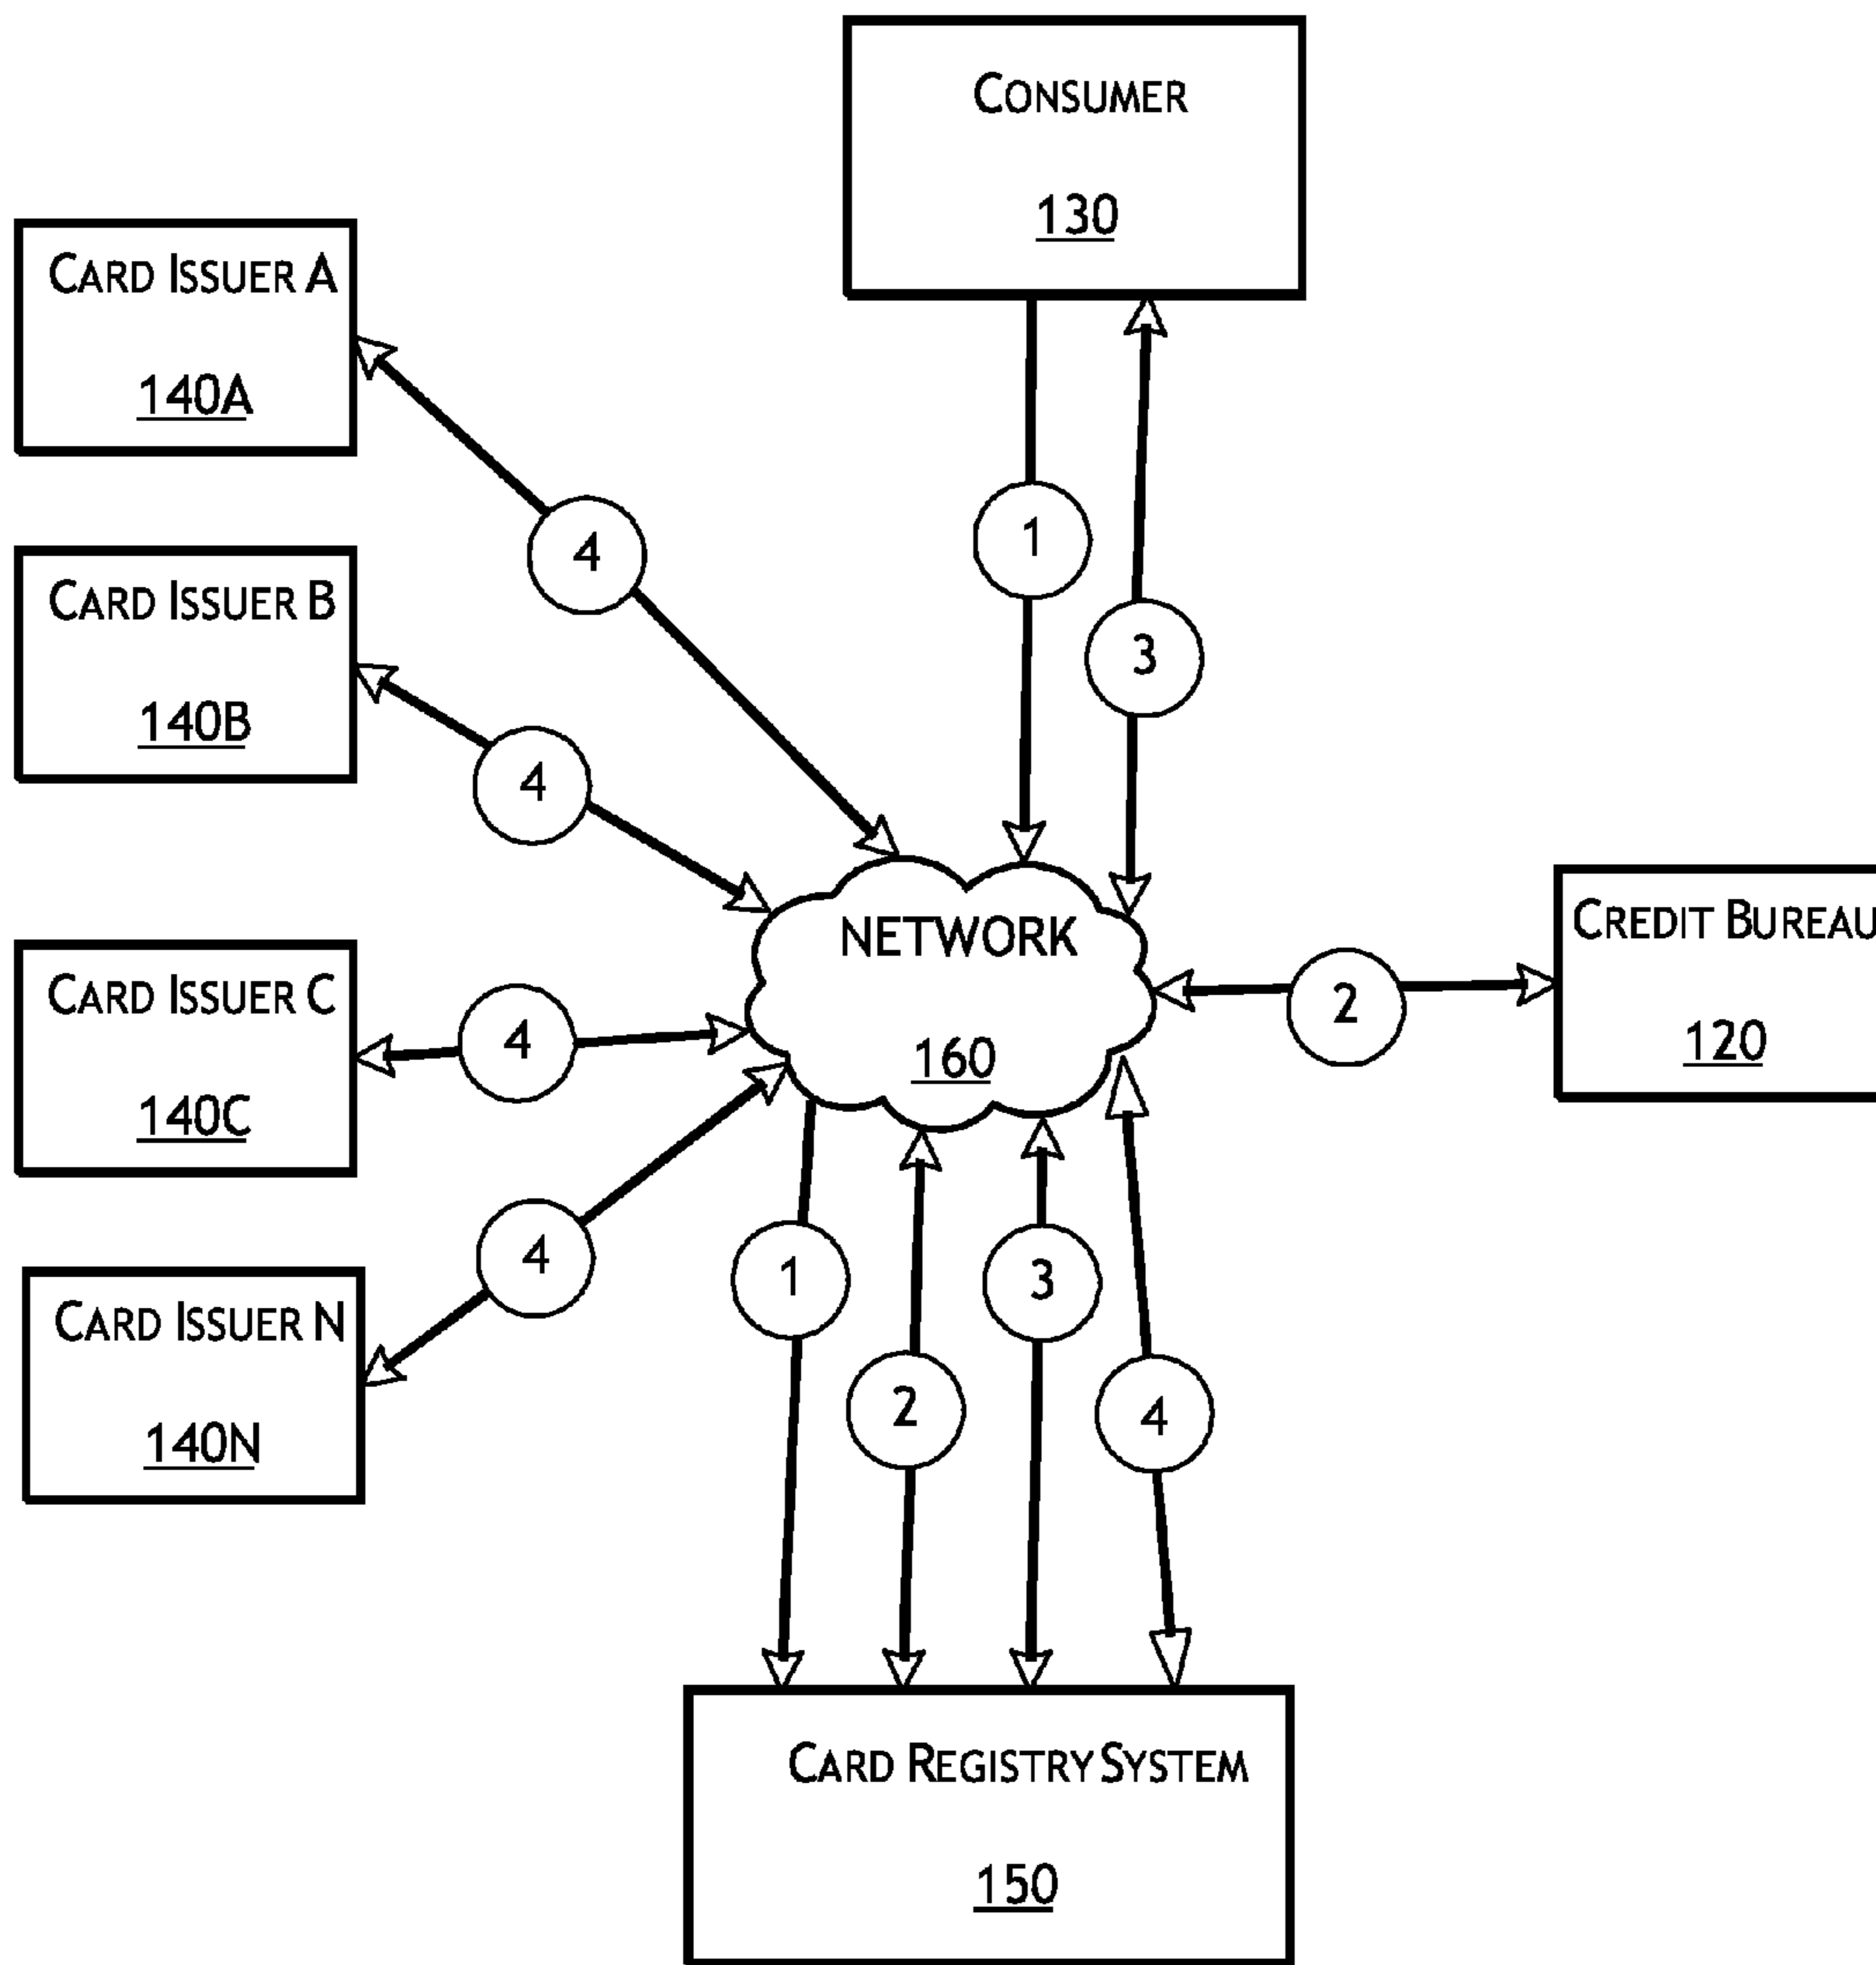 CONSUMER
130
CARD ISSUER A
140A
4
1
CARD ISSUER B
140B
3
4
NETWORK
160
CREDIT BUREAU
120
2
CARD ISSUER C
140C
4
CARD ISSUER N
140N
4
1
3
2
4
CARD REGISTRY SYSTEM
150